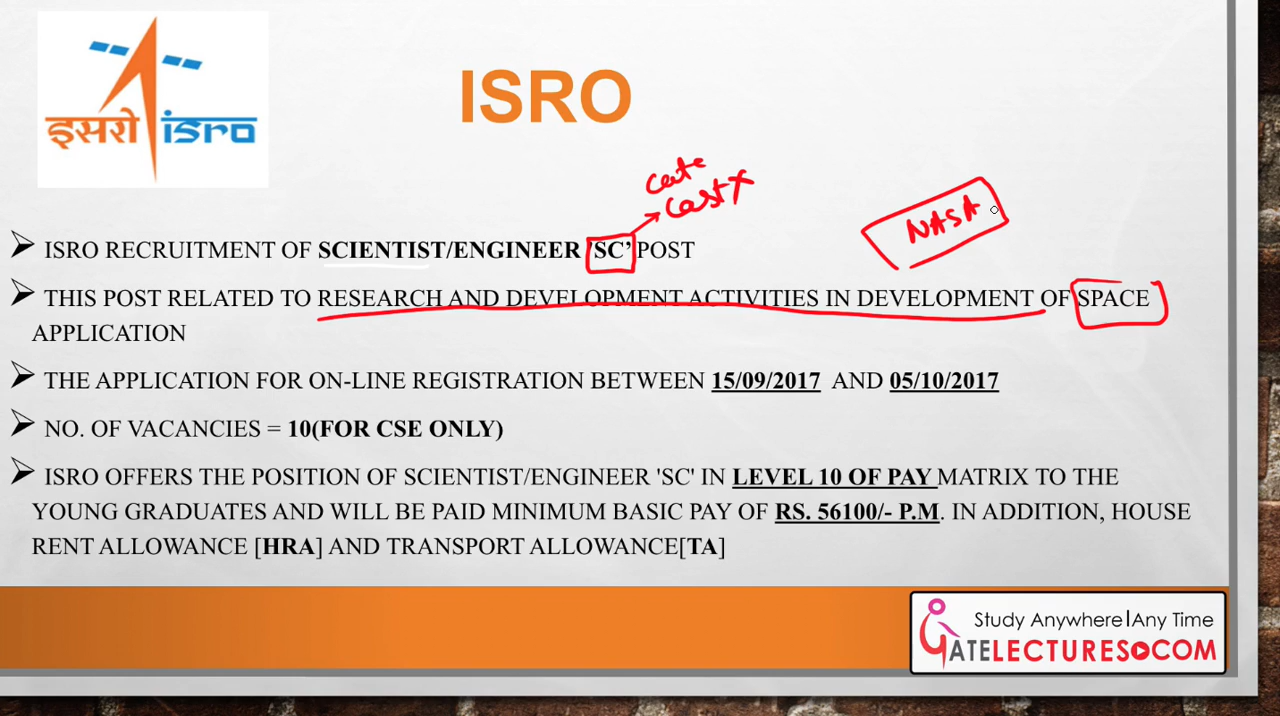 इसरो isro
ISRO
Cate
Cast X
NASA
➢ ISRO RECRUITMENT OF SCIENTIST/ENGINEER 'SC' POST
➢ THIS POST RELATED TO RESEARCH AND DEVELOPMENT ACTIVITIES IN DEVELOPMENT OF SPACE
APPLICATION
➢ THE APPLICATION FOR ON-LINE REGISTRATION BETWEEN 15/09/2017 AND 05/10/2017
➢ NO. OF VACANCIES = 10(FOR CSE ONLY)
➢ ISRO OFFERS THE POSITION OF SCIENTIST/ENGINEER 'SC' IN LEVEL 10 OF PAY MATRIX TO THE
YOUNG GRADUATES AND WILL BE PAID MINIMUM BASIC PAY OF RS. 56100/- P.M. IN ADDITION, HOUSE
RENT ALLOWANCE [HRA] AND TRANSPORT ALLOWANCE[TA]
Study Anywhere|Any Time
GATELECTURES.COM